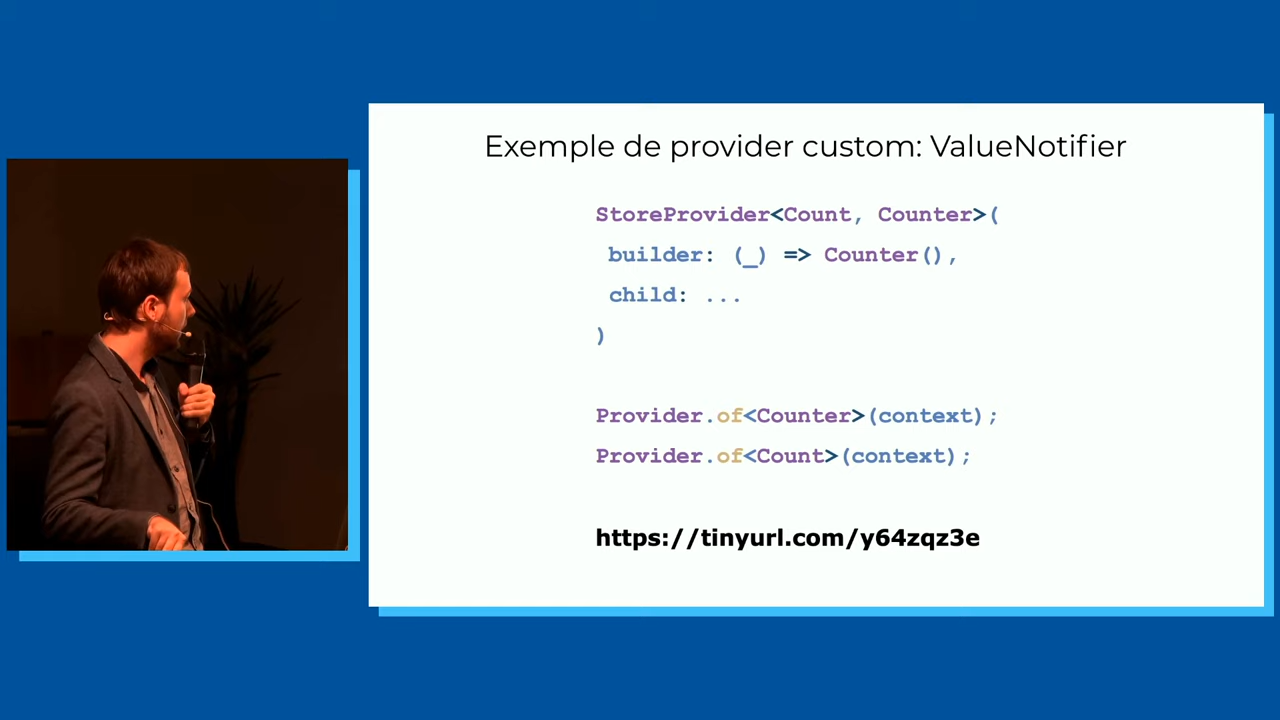 Exemple de provider custom: ValueNotifier
StoreProvider<Count, Counter>(
builder: (_) => Counter(),
child: ...
)
Provider.of<Counter>(context);
Provider.of<Count>(context);
https://tinyurl.com/y64zqz3e